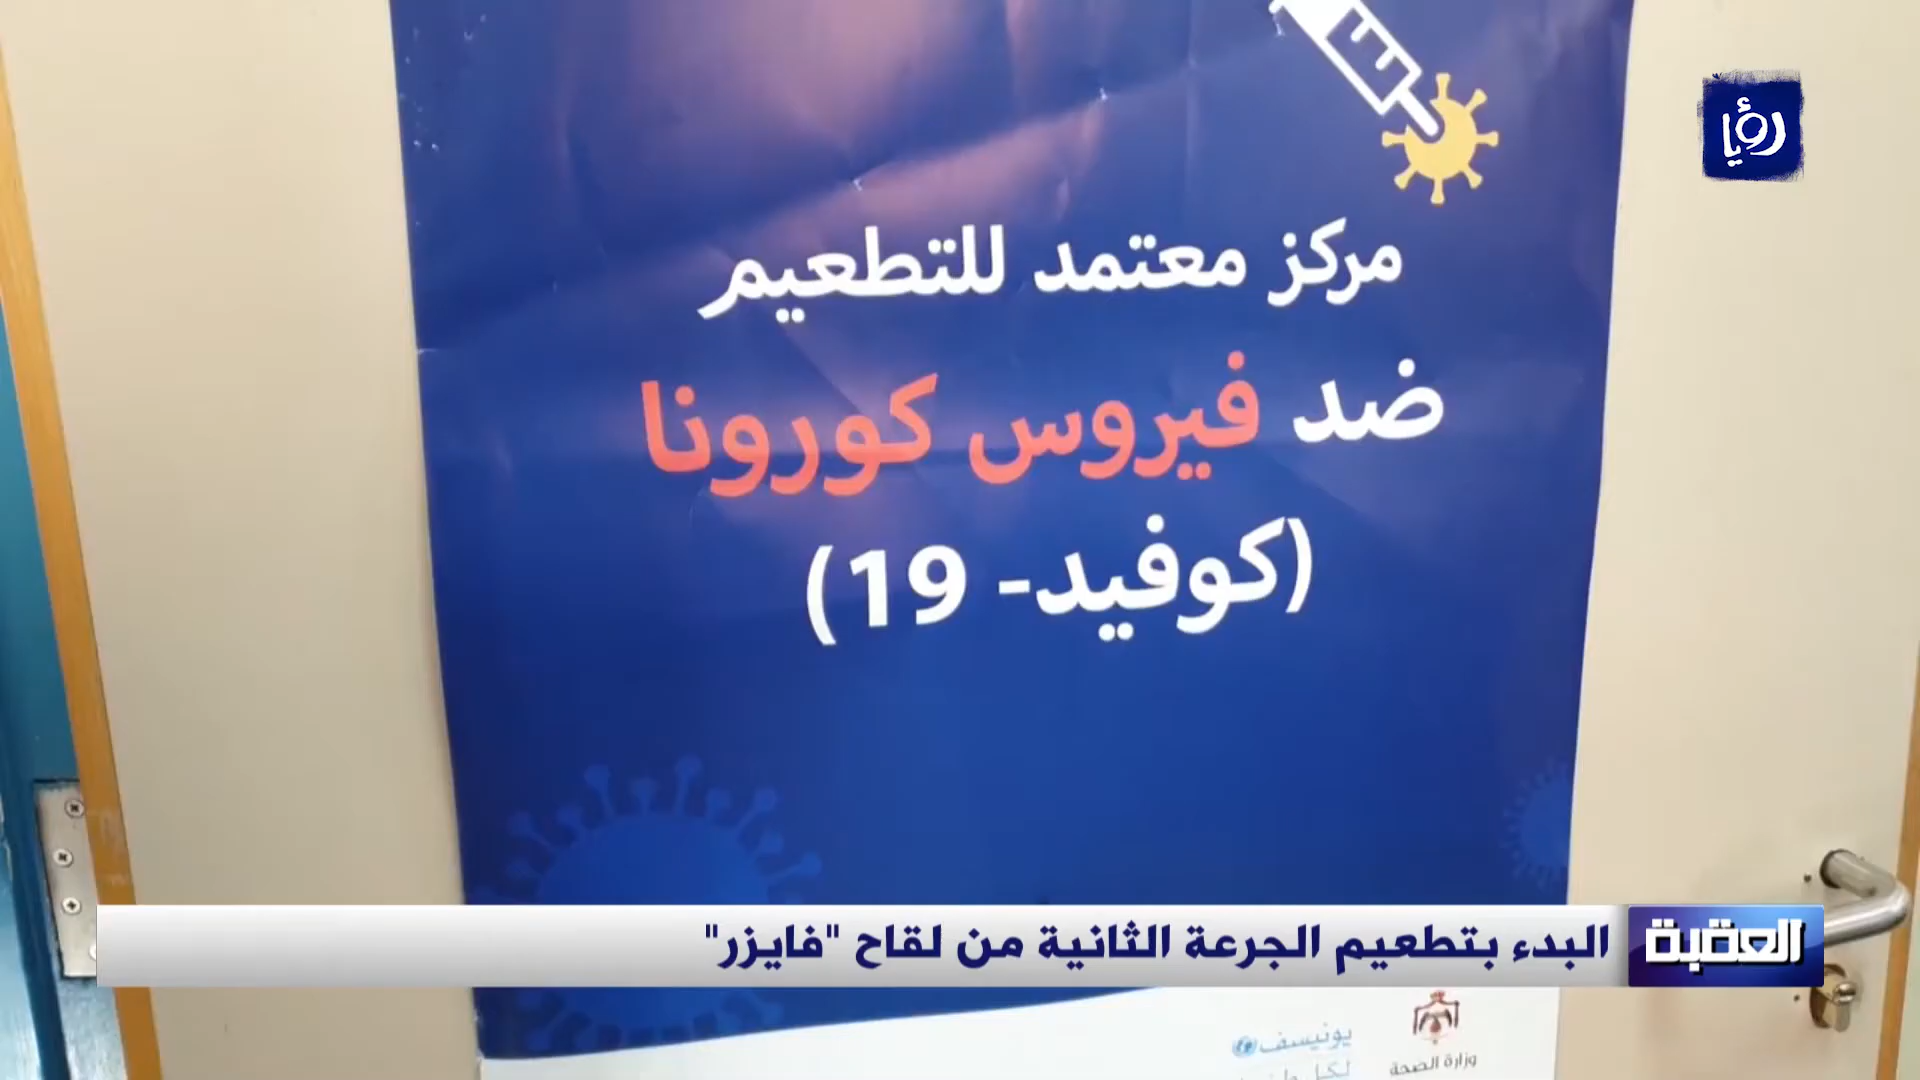 رؤيا
مركز معتمد للتطعيم
ضد فيروس كورونا
(كوفيد- 19)
العقبة
البدء بتطعيم الجرعة الثانية من لقاح "فايزر"
يونيسف
لكل
وزارة الصحة